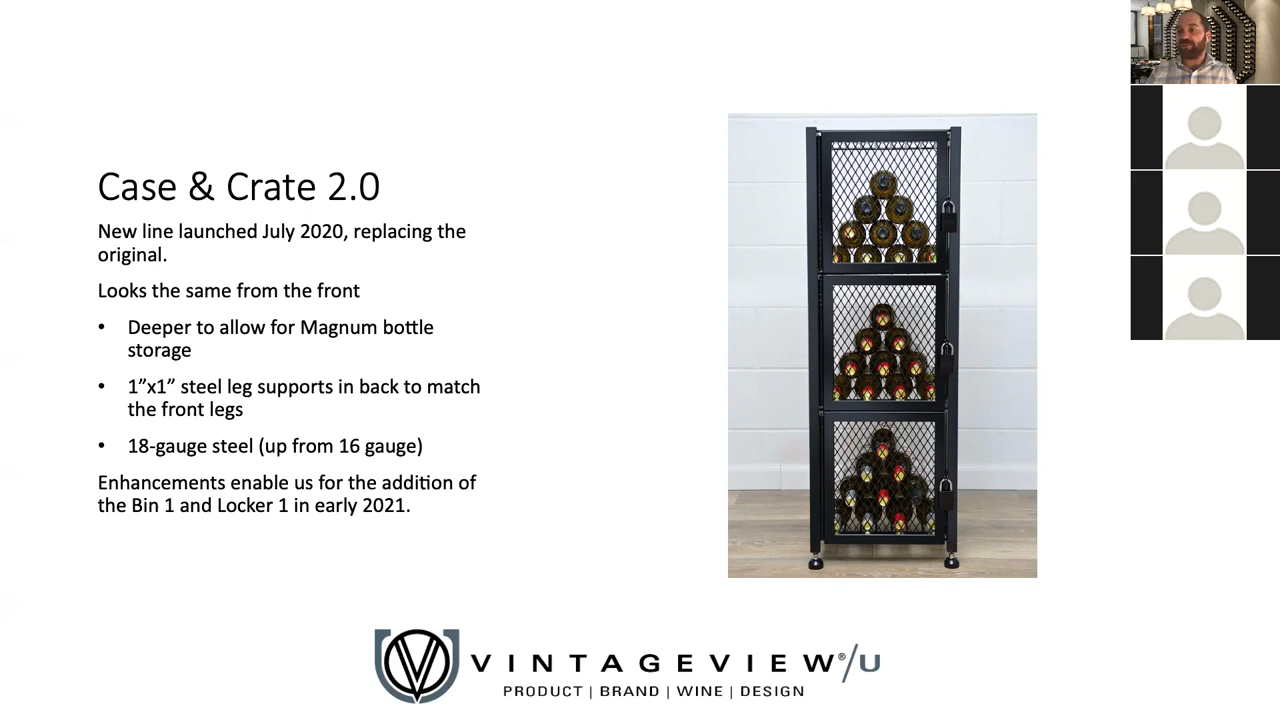 Case & Crate 2.0
New line launched July 2020, replacing the
original.
Looks the same from the front
• Deeper to allow for Magnum bottle
storage
• 1”x1” steel leg supports in back to match
the front legs
• 18-gauge steel (up from 16 gauge)
Enhancements enable us for the addition of
the Bin 1 and Locker 1 in early 2021.
VINTAGEVIEW®/U
PRODUCT | BRAND | WINE | DESIGN